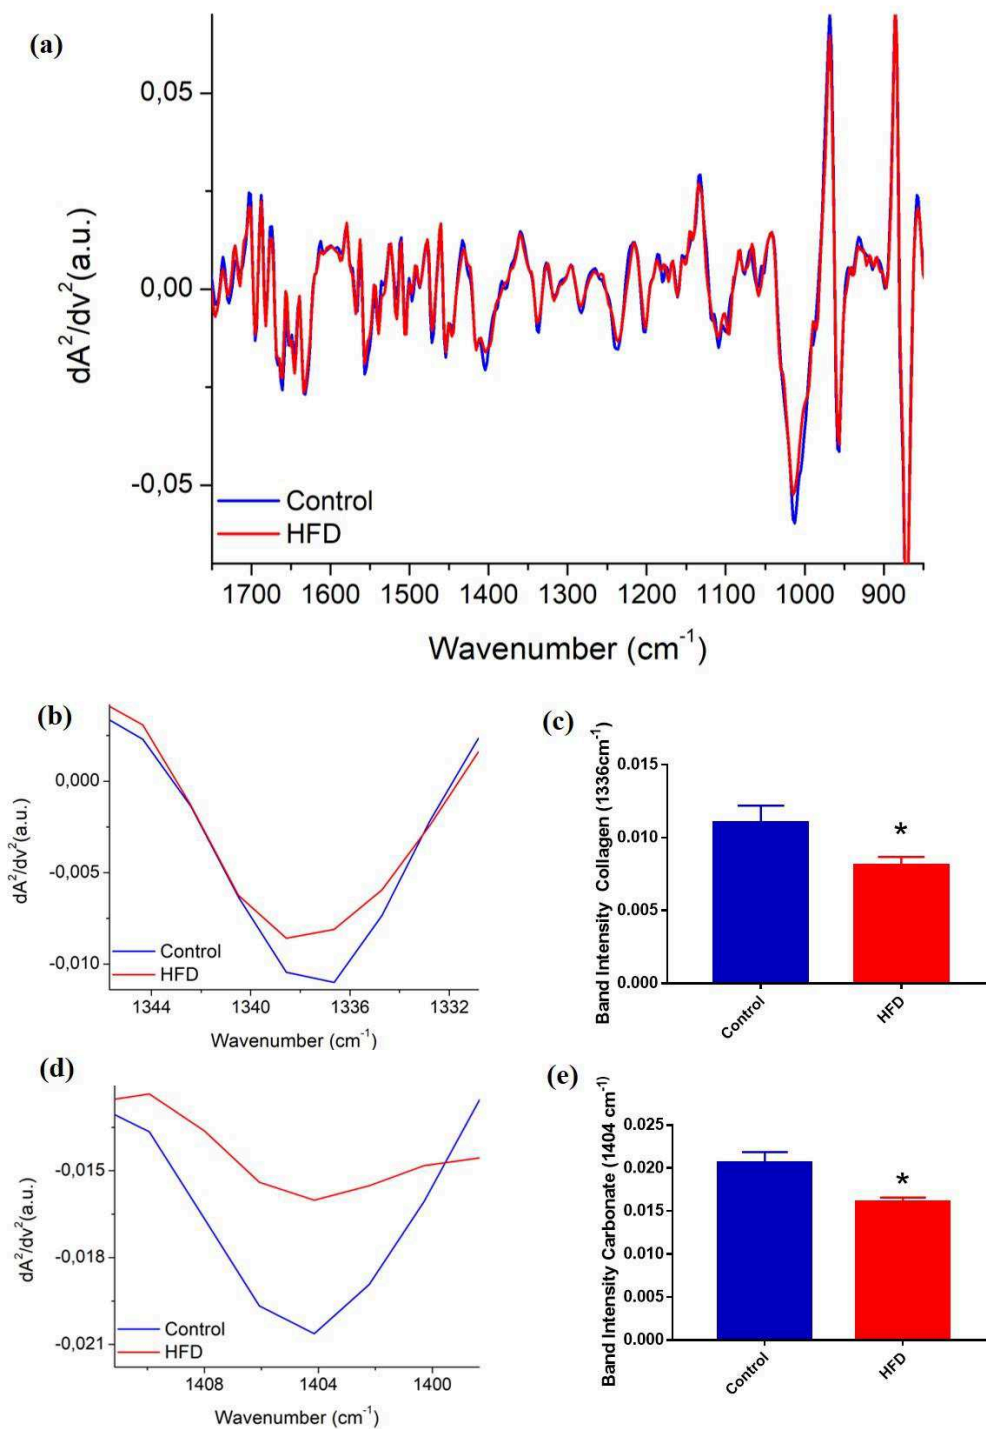 (a)
dA²/dv²(a.u.)
0,05
0,00
-0,05
Control
HFD
1700 1600 1500 1400 1300 1200 1100 1000 900
Wavenumber (cm⁻¹)
(b)
dA²/dv²(a.u.)
0,000
-0,005
-0,010
Control
HFD
1344 1340 1336 1332
Wavenumber (cm⁻¹)
(c)
Band Intensity Collagen (1336cm⁻¹)
0.015
0.010
0.005
0.000
*
Control HFD
(d)
dA²/dv²(a.u.)
-0,015
-0,018
-0,021
Control
HFD
1408 1404 1400
Wavenumber (cm⁻¹)
(e)
Band Intensity Carbonate (1404 cm⁻¹)
0.025
0.020
0.015
0.010
0.005
0.000
*
Control HFD